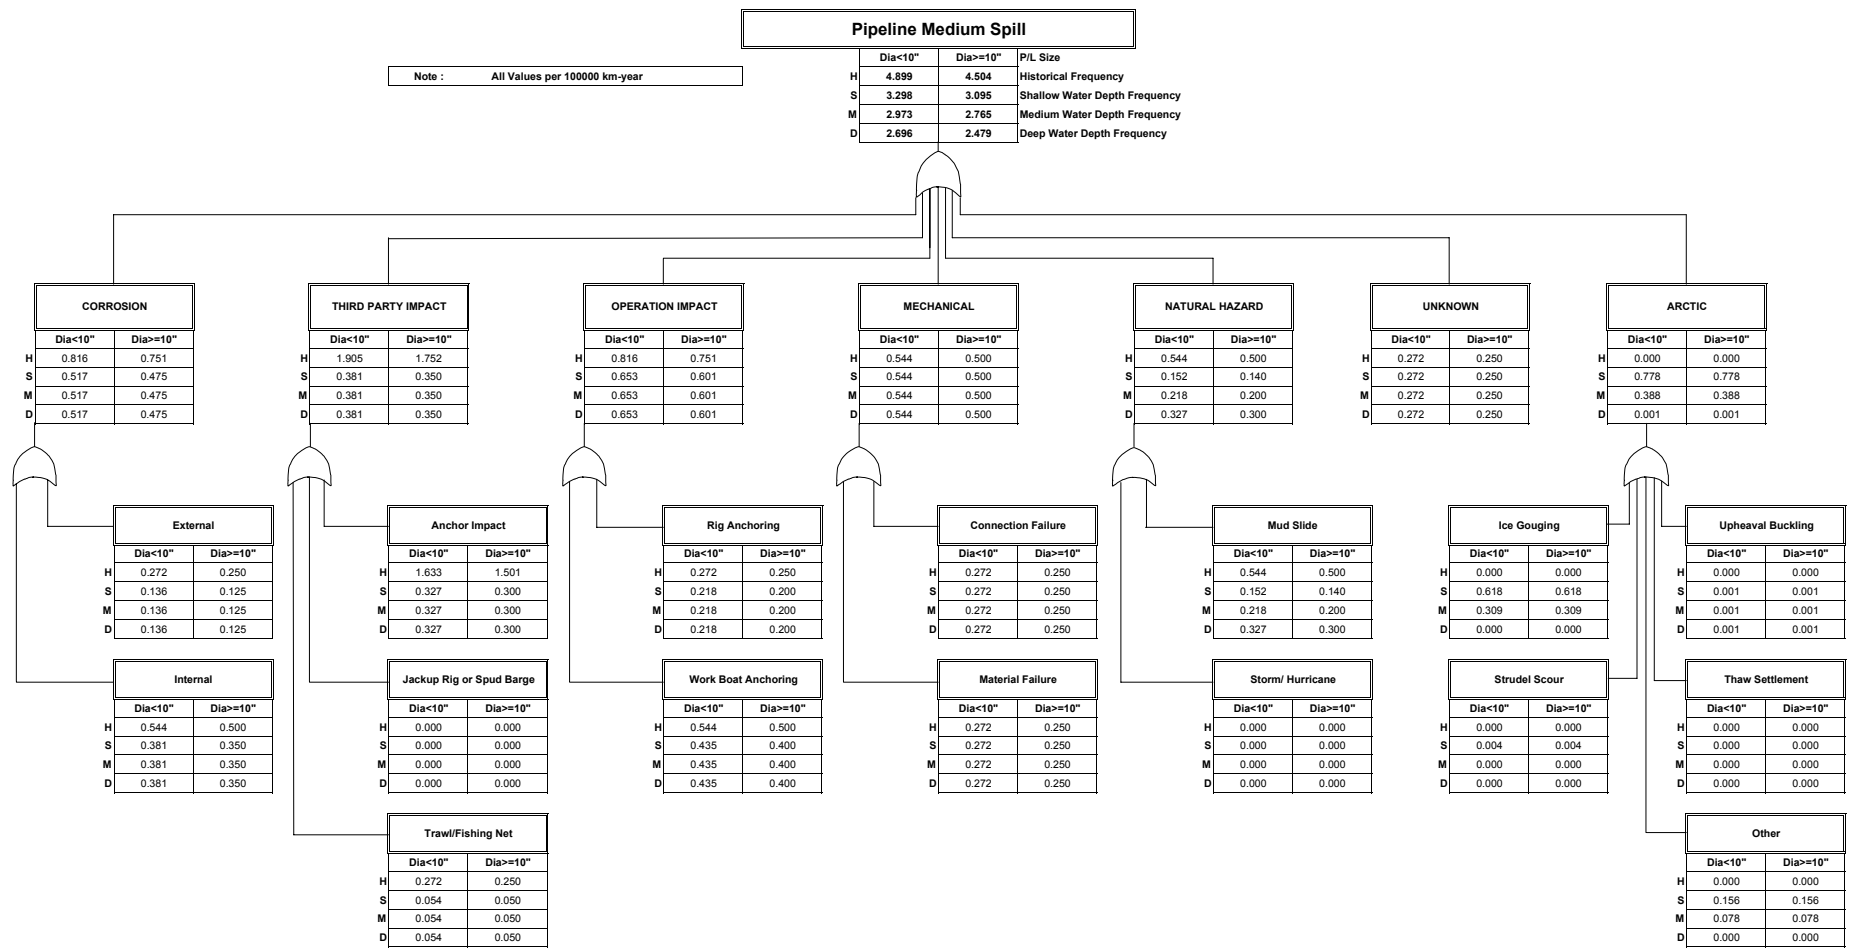 Pipeline Medium Spill
Dia<10" Dia>=10" P/L Size
Note : All Values per 100000 km-year
H 4.899 4.504 Historical Frequency
S 3.298 3.095 Shallow Water Depth Frequency
M 2.973 2.765 Medium Water Depth Frequency
D 2.696 2.479 Deep Water Depth Frequency
CORROSION
Dia<10" Dia>=10"
H 0.816 0.751
S 0.517 0.475
M 0.517 0.475
D 0.517 0.475
THIRD PARTY IMPACT
Dia<10" Dia>=10"
H 1.905 1.752
S 0.381 0.350
M 0.381 0.350
D 0.381 0.350
OPERATION IMPACT
Dia<10" Dia>=10"
H 0.816 0.751
S 0.653 0.601
M 0.653 0.601
D 0.653 0.601
MECHANICAL
Dia<10" Dia>=10"
H 0.544 0.500
S 0.544 0.500
M 0.544 0.500
D 0.544 0.500
NATURAL HAZARD
Dia<10" Dia>=10"
H 0.544 0.500
S 0.152 0.140
M 0.218 0.200
D 0.327 0.300
UNKNOWN
Dia<10" Dia>=10"
H 0.272 0.250
S 0.272 0.250
M 0.272 0.250
D 0.272 0.250
ARCTIC
Dia<10" Dia>=10"
H 0.000 0.000
S 0.778 0.778
M 0.388 0.388
D 0.001 0.001
External
Dia<10" Dia>=10"
H 0.272 0.250
S 0.136 0.125
M 0.136 0.125
D 0.136 0.125
Anchor Impact
Dia<10" Dia>=10"
H 1.633 1.501
S 0.327 0.300
M 0.327 0.300
D 0.327 0.300
Rig Anchoring
Dia<10" Dia>=10"
H 0.272 0.250
S 0.218 0.200
M 0.218 0.200
D 0.218 0.200
Connection Failure
Dia<10" Dia>=10"
H 0.272 0.250
S 0.272 0.250
M 0.272 0.250
D 0.272 0.250
Mud Slide
Dia<10" Dia>=10"
H 0.544 0.500
S 0.152 0.140
M 0.218 0.200
D 0.327 0.300
Ice Gouging
Dia<10" Dia>=10"
H 0.000 0.000
S 0.618 0.618
M 0.309 0.309
D 0.000 0.000
Upheaval Buckling
Dia<10" Dia>=10"
H 0.000 0.000
S 0.001 0.001
M 0.001 0.001
D 0.001 0.001
Internal
Dia<10" Dia>=10"
H 0.544 0.500
S 0.381 0.350
M 0.381 0.350
D 0.381 0.350
Jackup Rig or Spud Barge
Dia<10" Dia>=10"
H 0.000 0.000
S 0.000 0.000
M 0.000 0.000
D 0.000 0.000
Work Boat Anchoring
Dia<10" Dia>=10"
H 0.544 0.500
S 0.435 0.400
M 0.435 0.400
D 0.435 0.400
Material Failure
Dia<10" Dia>=10"
H 0.272 0.250
S 0.272 0.250
M 0.272 0.250
D 0.272 0.250
Storm/ Hurricane
Dia<10" Dia>=10"
H 0.000 0.000
S 0.000 0.000
M 0.000 0.000
D 0.000 0.000
Strudel Scour
Dia<10" Dia>=10"
H 0.000 0.000
S 0.004 0.004
M 0.000 0.000
D 0.000 0.000
Thaw Settlement
Dia<10" Dia>=10"
H 0.000 0.000
S 0.000 0.000
M 0.000 0.000
D 0.000 0.000
Trawl/Fishing Net
Dia<10" Dia>=10"
H 0.272 0.250
S 0.054 0.050
M 0.054 0.050
D 0.054 0.050
Other
Dia<10" Dia>=10"
H 0.000 0.000
S 0.156 0.156
M 0.078 0.078
D 0.000 0.000